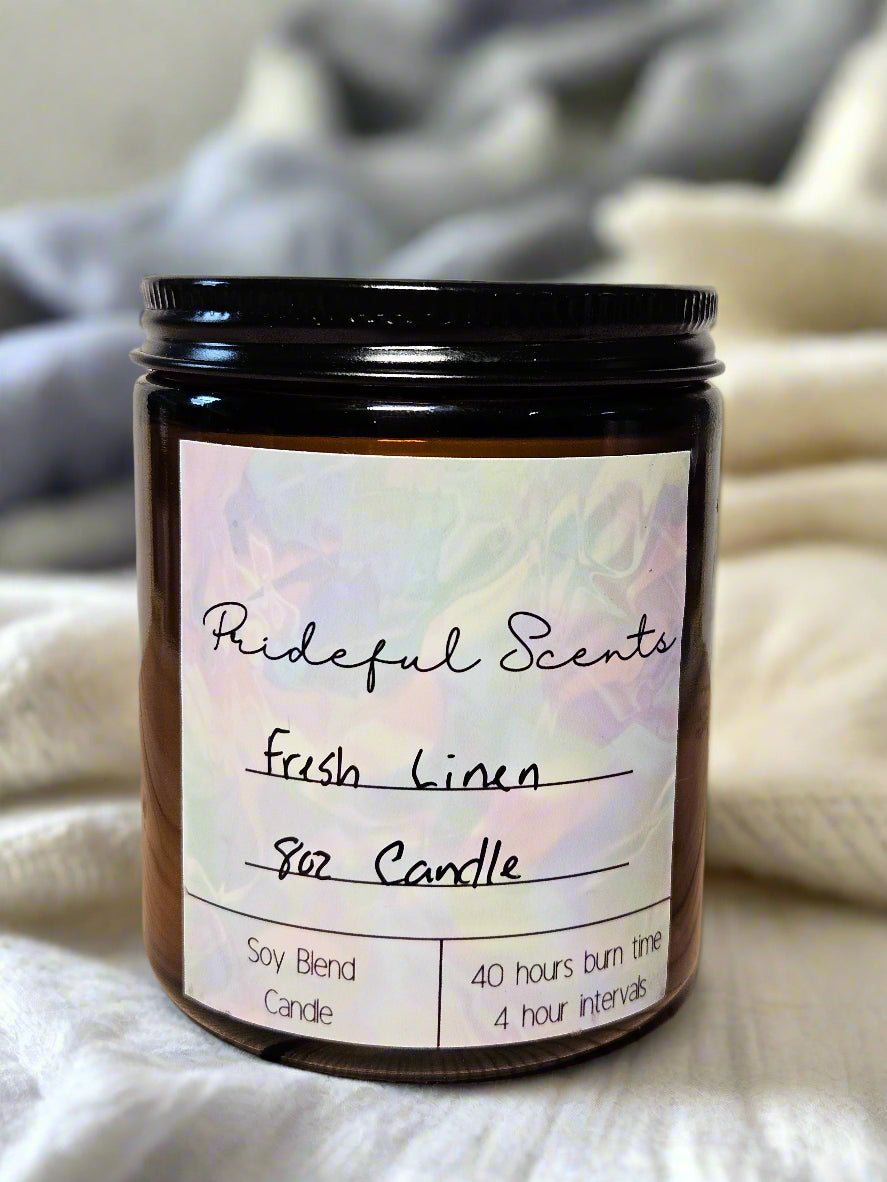 Prideful Scents
Fresh Linen
8oz Candle
Soy Blend
Candle
40 hours burn time
4 hour intervals